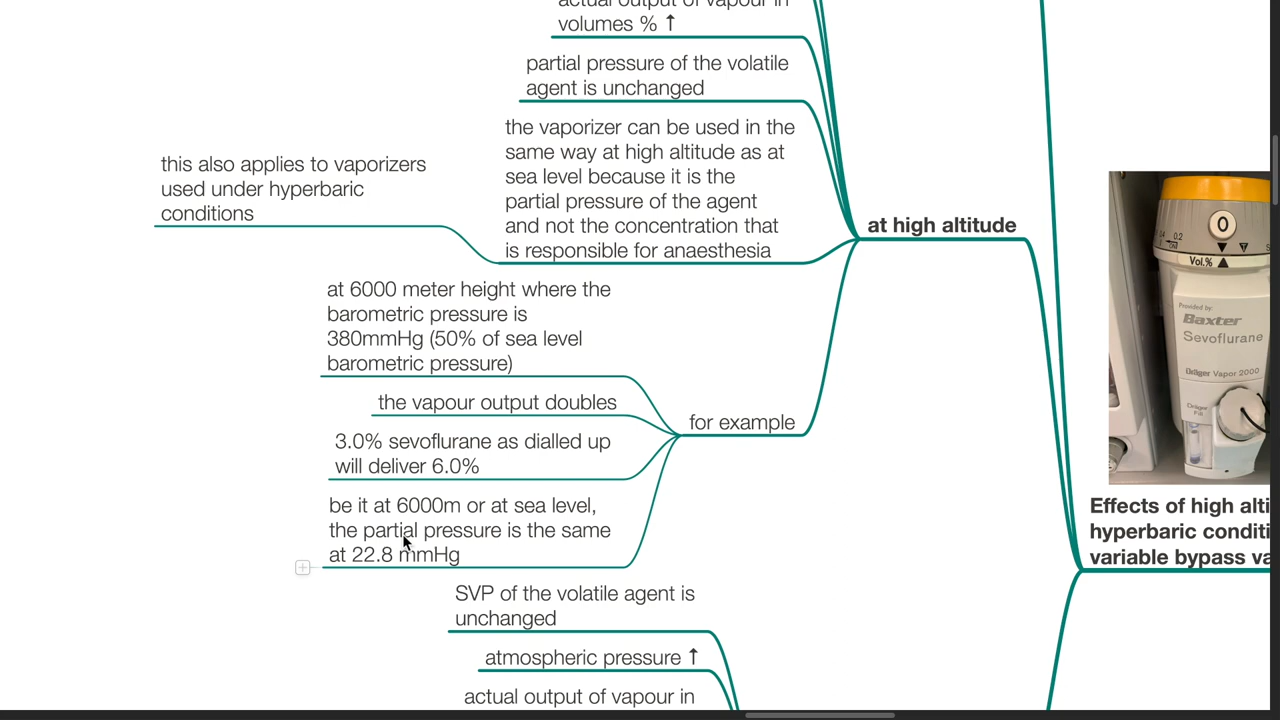 actual output of vapour in
volumes % ↑
partial pressure of the volatile
agent is unchanged
the vaporizer can be used in the
same way at high altitude as at
sea level because it is the
partial pressure of the agent
and not the concentration that
is responsible for anaesthesia
this also applies to vaporizers
used under hyperbaric
conditions
at high altitude
at 6000 meter height where the
barometric pressure is
380mmHg (50% of sea level
barometric pressure)
the vapour output doubles
3.0% sevoflurane as dialled up
will deliver 6.0%
be it at 6000m or at sea level,
the partial pressure is the same
at 22.8 mmHg
for example
SVP of the volatile agent is
unchanged
atmospheric pressure ↑
actual output of vapour in
0
0.2
Vol.%
Provided by:
Baxter
Sevoflurane
Dräger Vapor 2000
Dräger
Fill
Effects of high alti
hyperbaric conditi
variable bypass va